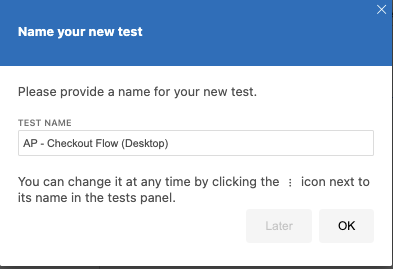 Name your new test
Please provide a name for your new test.
TEST NAME
AP - Checkout Flow (Desktop)
You can change it at any time by clicking the ⋮ icon next to
its name in the tests panel.
Later OK